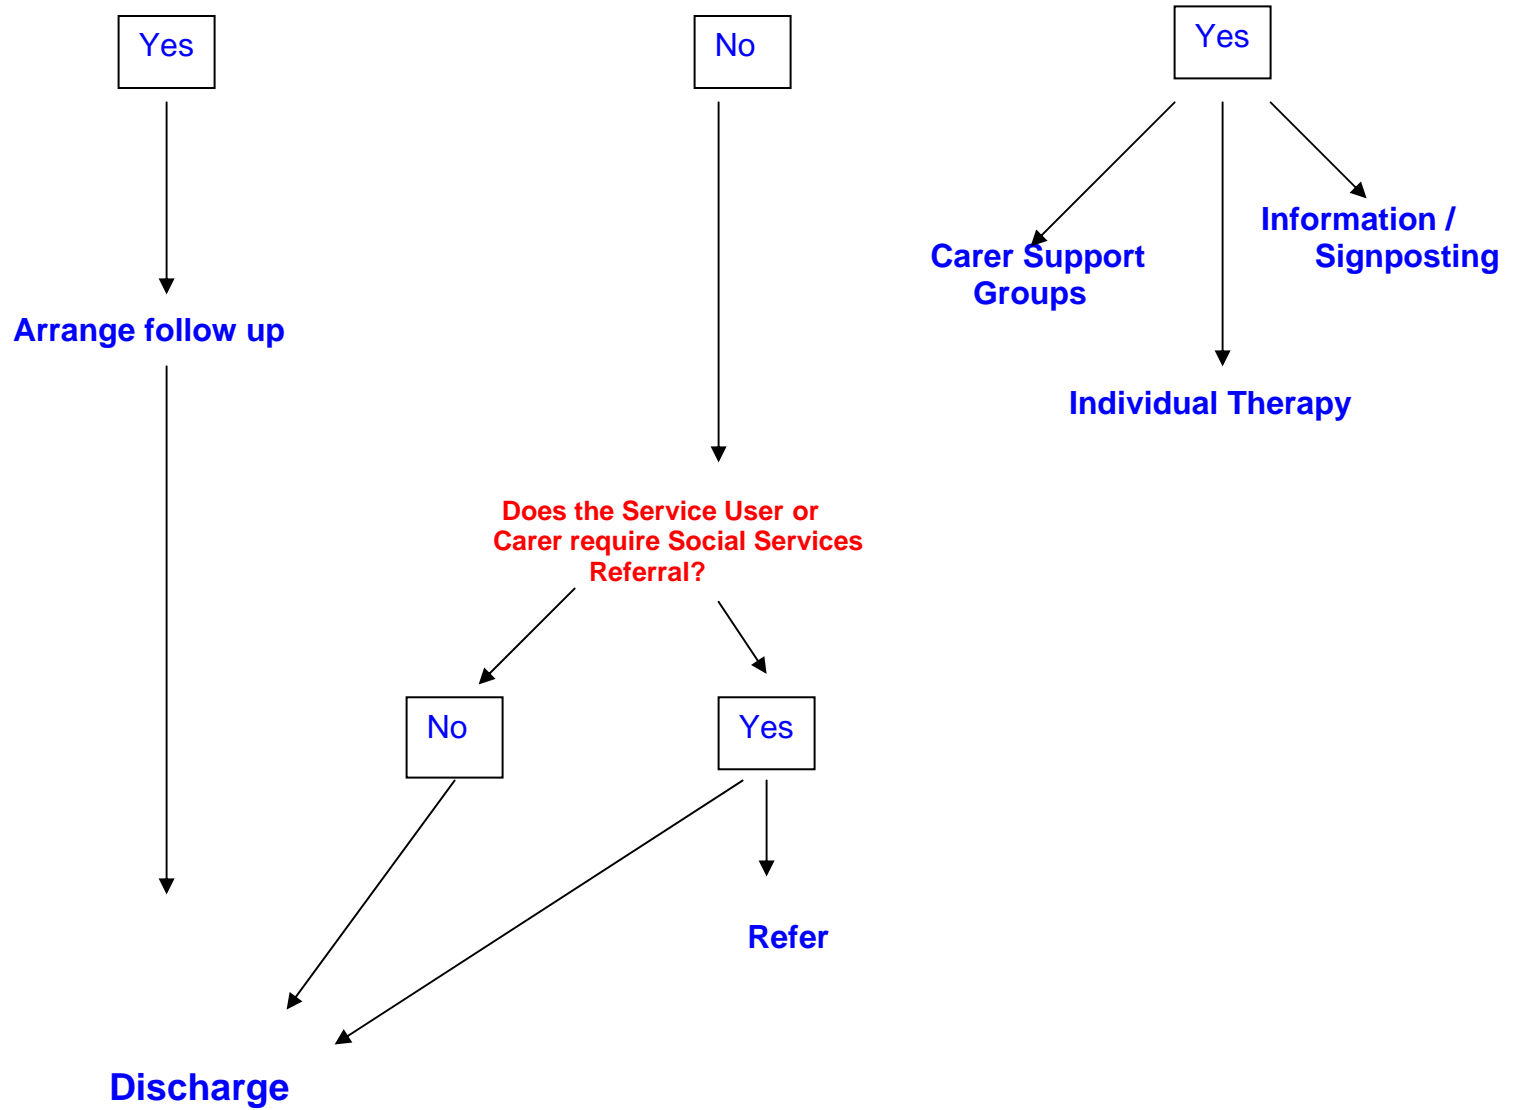 Yes
No
Yes
Information /
Signposting
Carer Support
Groups
Arrange follow up
Individual Therapy
Does the Service User or
Carer require Social Services
Referral?
No
Yes
Refer
Discharge